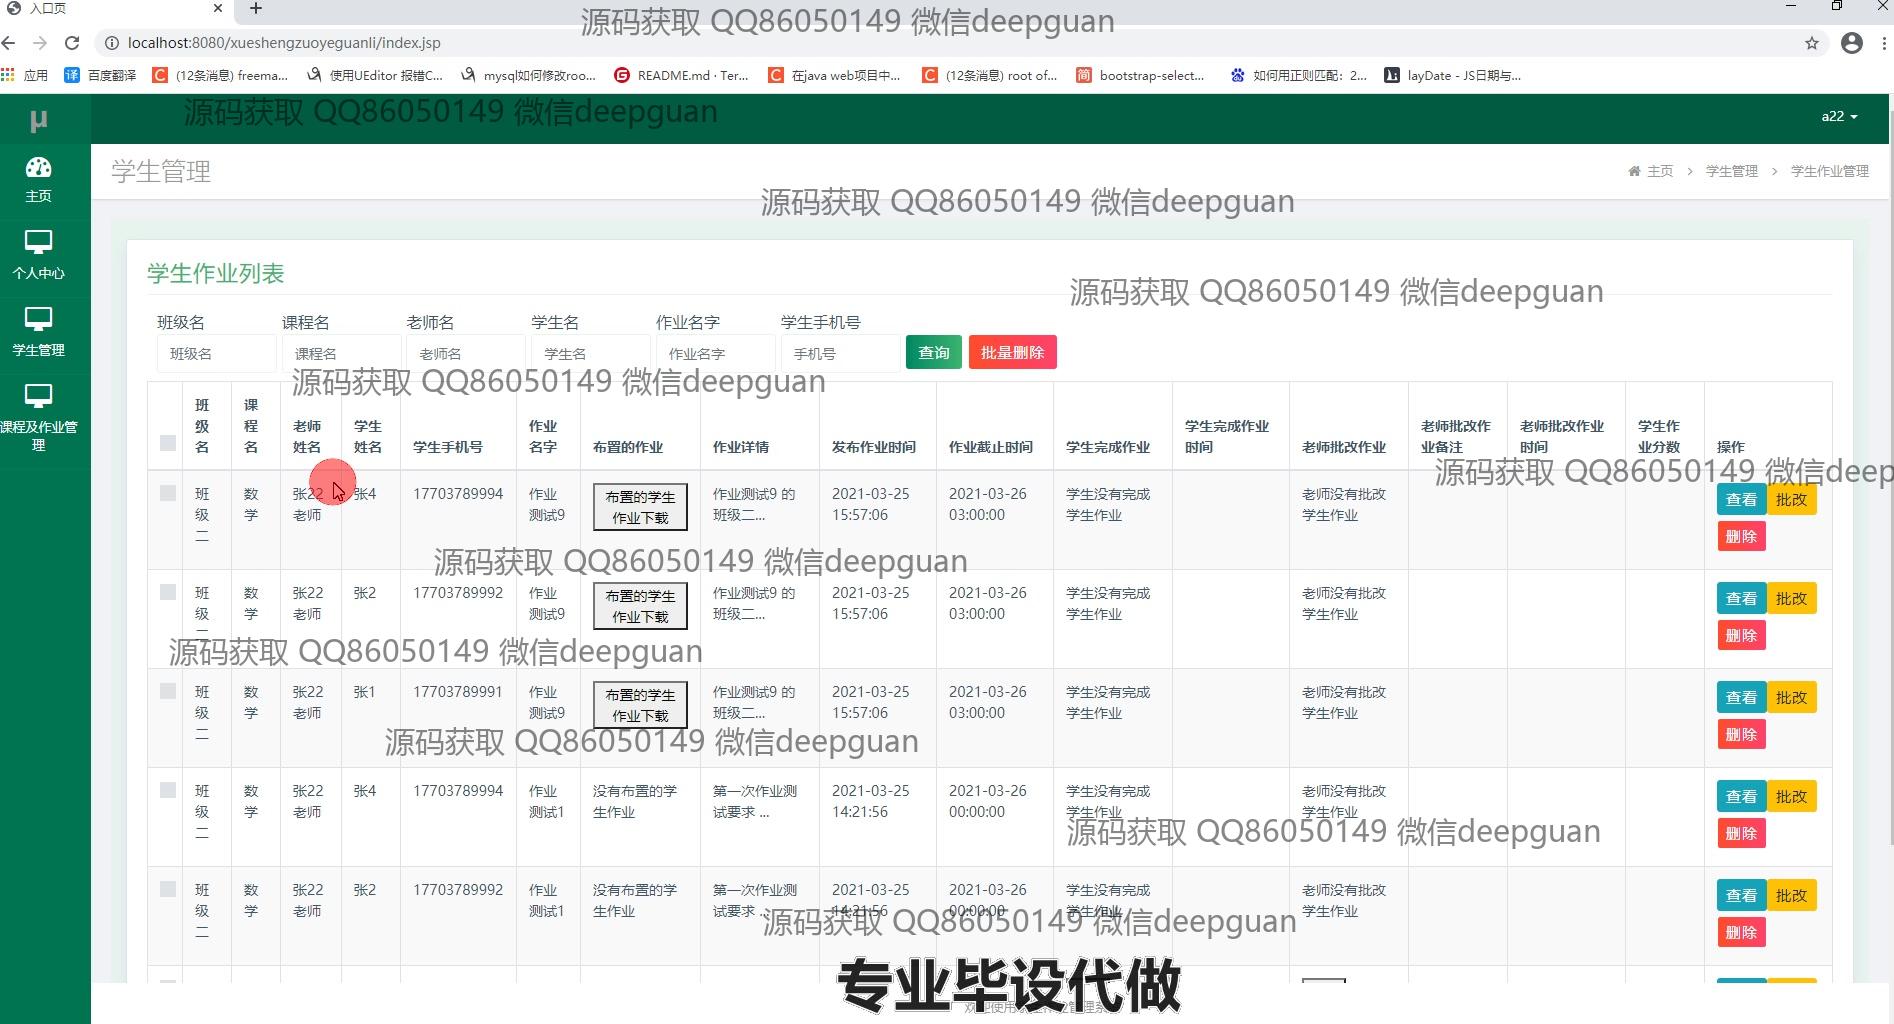 入口页
源码获取 QQ86050149 微信deepguan
localhost:8080/xueshengzuoyeguanli/index.jsp
应用 百度翻译 (12条消息) freema... 使用UEditor 报错C... mysql如何修改roo... README.md · Ter... 在java web项目中... (12条消息) root of... bootstrap-select... 如何用正则匹配：2... layDate - JS日期与...
源码获取 QQ86050149 微信deepguan
μ
a22
学生管理
主页 > 学生管理 > 学生作业管理
主页
源码获取 QQ86050149 微信deepguan
个人中心
学生管理
课程及作业管
理
学生作业列表
源码获取 QQ86050149 微信deepguan
班级名 课程名 老师名 学生名 作业名字 学生手机号
班级名 课程名 老师名 学生名 作业名字 手机号 查询 批量删除
源码获取 QQ86050149 微信deepguan
班级名 课程名 老师姓名 学生姓名 学生手机号 作业名字 布置的作业 作业详情 发布作业时间 作业截止时间 学生完成作业 学生完成作业时间 老师批改作业 老师批改作业备注 老师批改作业时间 学生作业分数 操作
源码获取 QQ86050149 微信deep
班级二 数学 张22老师 张4 17703789994 作业测试9 布置的学生作业下载 作业测试9 的班级二... 2021-03-25 15:57:06 2021-03-26 03:00:00 学生没有完成学生作业 老师没有批改学生作业 查看 批改 删除
源码获取 QQ86050149 微信deepguan
班级二 数学 张22老师 张2 17703789992 作业测试9 布置的学生作业下载 作业测试9 的班级二... 2021-03-25 15:57:06 2021-03-26 03:00:00 学生没有完成学生作业 老师没有批改学生作业 查看 批改 删除
源码获取 QQ86050149 微信deepguan
班级二 数学 张22老师 张1 17703789991 作业测试9 布置的学生作业下载 作业测试9 的班级二... 2021-03-25 15:57:06 2021-03-26 03:00:00 学生没有完成学生作业 老师没有批改学生作业 查看 批改 删除
源码获取 QQ86050149 微信deepguan
班级二 数学 张22老师 张4 17703789994 作业测试1 没有布置的学生作业 第一次作业测试要求 ... 2021-03-25 14:21:56 2021-03-26 00:00:00 学生没有完成学生作业 老师没有批改学生作业 查看 批改 删除
源码获取 QQ86050149 微信deepguan
班级二 数学 张22老师 张2 17703789992 作业测试1 没有布置的学生作业 第一次作业测试要求 ... 2021-03-25 14:21:56 2021-03-26 00:00:00 学生没有完成学生作业 老师没有批改学生作业 查看 批改 删除
源码获取 QQ86050149 微信deepguan
专业毕设代做